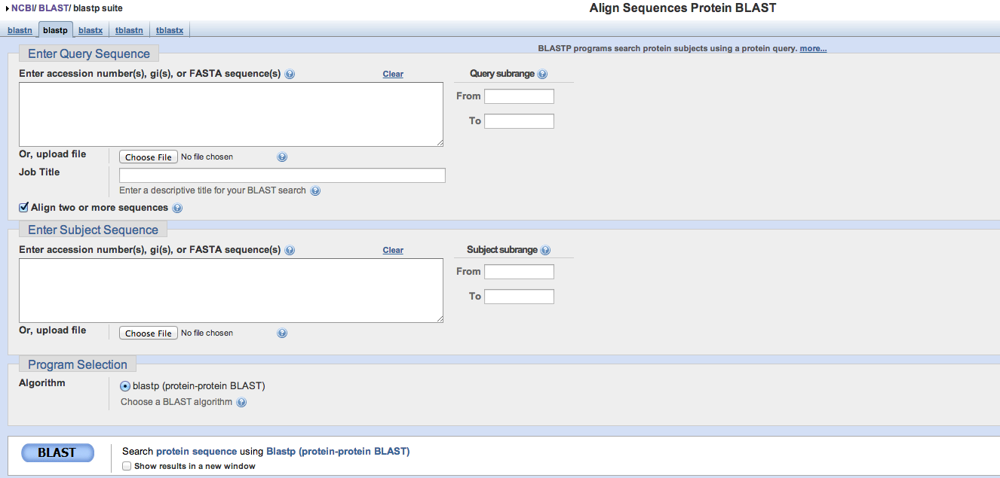 NCBI/ BLAST/ blastp suite
Align Sequences Protein BLAST
blastn blastp blastx tblastn tblastx
Enter Query Sequence
BLASTP programs search protein subjects using a protein query. more...
Enter accession number(s), gi(s), or FASTA sequence(s) ? Clear Query subrange ?
From
To
Or, upload file Choose File No file chosen ?
Job Title
Enter a descriptive title for your BLAST search ?
Align two or more sequences ?
Enter Subject Sequence
Enter accession number(s), gi(s), or FASTA sequence(s) ? Clear Subject subrange ?
From
To
Or, upload file Choose File No file chosen ?
Program Selection
Algorithm blastp (protein-protein BLAST)
Choose a BLAST algorithm ?
BLAST Search protein sequence using Blastp (protein-protein BLAST)
Show results in a new window